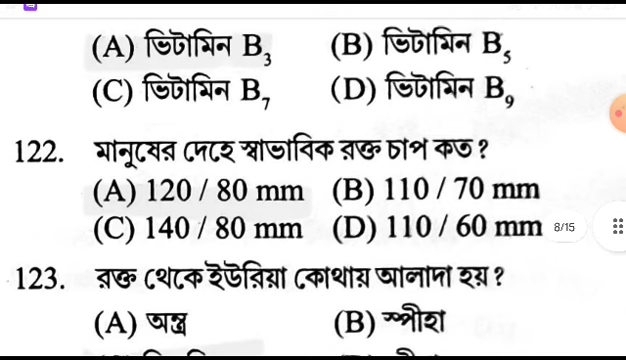 (A) ভিটামিন B₃ (B) ভিটামিন B₅
(C) ভিটামিন B₇ (D) ভিটামিন B₉
122. মানুষের দেহে স্বাভাবিক রক্ত চাপ কত?
(A) 120 / 80 mm (B) 110 / 70 mm
(C) 140 / 80 mm (D) 110 / 60 mm
8/15
123. রক্ত থেকে ইউরিয়া কোথায় আলাদা হয়?
(A) অন্ত্র (B) স্পীহা